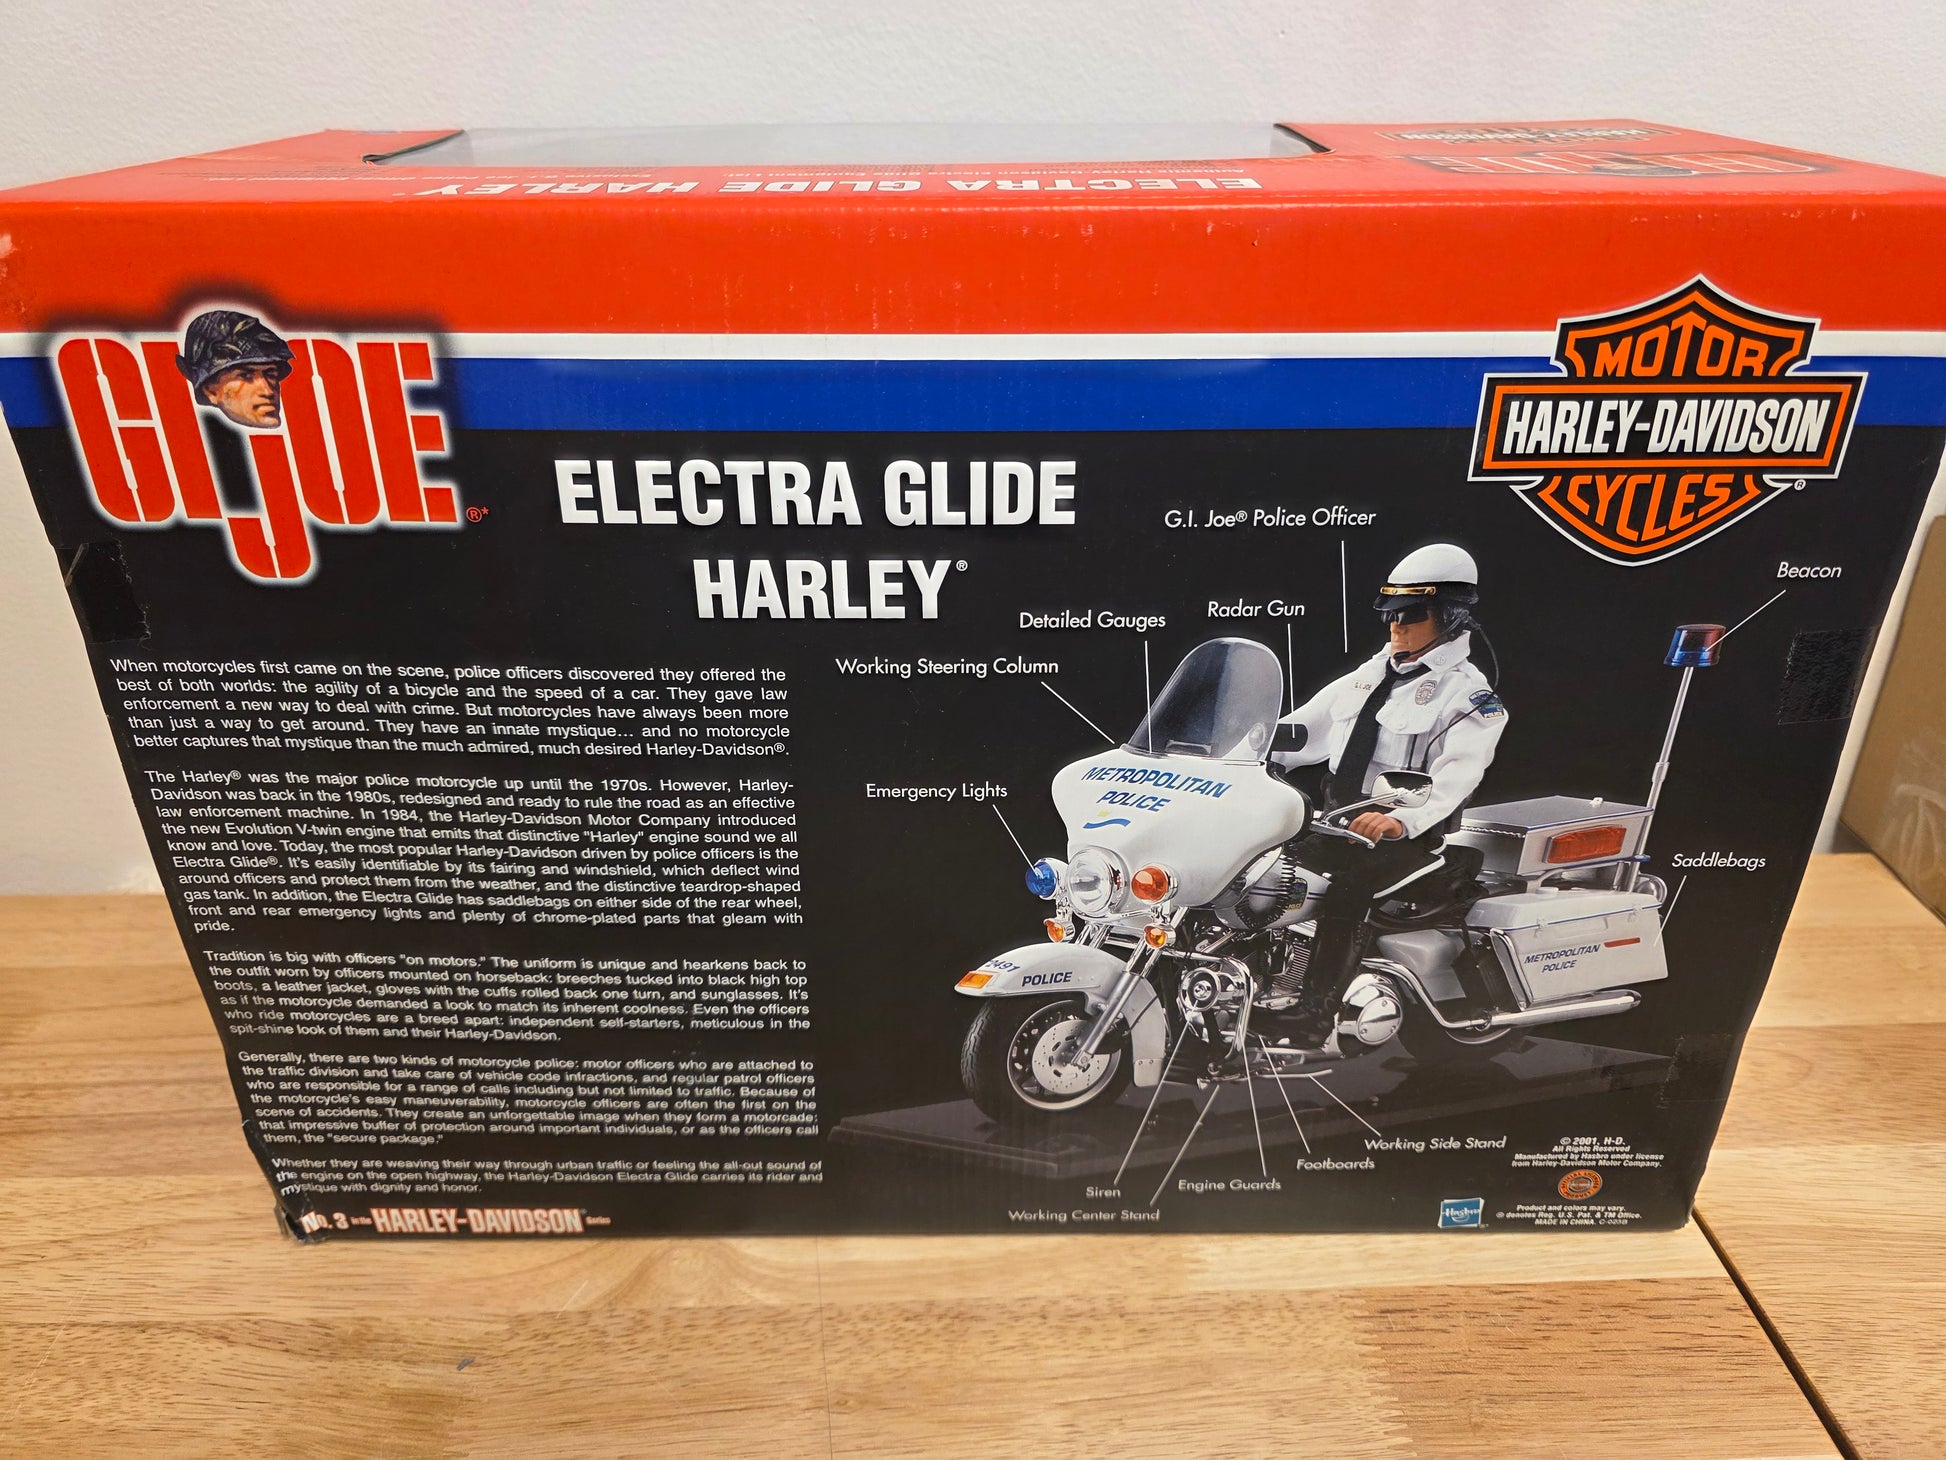 ELECTRA GLIDE HARLEY
GIJOE®*
MOTOR
HARLEY-DAVIDSON
CYCLES®
ELECTRA GLIDE
HARLEY®
G.I. Joe® Police Officer
Beacon
Radar Gun
Detailed Gauges
Working Steering Column
Emergency Lights
Saddlebags
METROPOLITAN
POLICE
2491
POLICE
METROPOLITAN
POLICE
Working Side Stand
Footboards
Engine Guards
Siren
Working Center Stand
When motorcycles first came on the scene, police officers discovered they offered the
best of both worlds: the agility of a bicycle and the speed of a car. They gave law
enforcement a new way to deal with crime. But motorcycles have always been more
than just a way to get around. They have an innate mystique... and no motorcycle
better captures that mystique than the much admired, much desired Harley-Davidson®.
The Harley® was the major police motorcycle up until the 1970s. However, Harley-
Davidson was back in the 1980s, redesigned and ready to rule the road as an effective
law enforcement machine. In 1984, the Harley-Davidson Motor Company introduced
the new Evolution V-twin engine that emits that distinctive "Harley" engine sound we all
know and love. Today, the most popular Harley-Davidson driven by police officers is the
Electra Glide®. It's easily identifiable by its fairing and windshield, which deflect wind
around officers and protect them from the weather, and the distinctive teardrop-shaped
gas tank. In addition, the Electra Glide has saddlebags on either side of the rear wheel,
front and rear emergency lights and plenty of chrome-plated parts that gleam with
pride.
Tradition is big with officers "on motors." The uniform is unique and hearkens back to
the outfit worn by officers mounted on horseback: breeches tucked into black high top
boots, a leather jacket, gloves with the cuffs rolled back one turn, and sunglasses. It's
as if the motorcycle demanded a look to match its inherent coolness. Even the officers
who ride motorcycles are a breed apart: independent self-starters, meticulous in the
spit-shine look of them and their Harley-Davidson.
Generally, there are two kinds of motorcycle police: motor officers who are attached to
the traffic division and take care of vehicle code infractions, and regular patrol officers
who are responsible for a range of calls including but not limited to traffic. Because of
the motorcycle's easy maneuverability, motorcycle officers are often the first on the
scene of accidents. They create an unforgettable image when they form a motorcade:
that impressive buffer of protection around important individuals, or as the officers call
them, the "secure package."
Whether they are weaving their way through urban traffic or feeling the all-out sound of
the engine on the open highway, the Harley-Davidson Electra Glide carries its rider and
mystique with dignity and honor.
No. 3 in the HARLEY-DAVIDSON® Series
© 2001, H-D.
All Rights Reserved
Manufactured by Hasbro under license
from Harley-Davidson Motor Company.
Hasbro
Product and colors may vary.
® denotes Reg. U.S. Pat. & TM Office.
MADE IN CHINA.